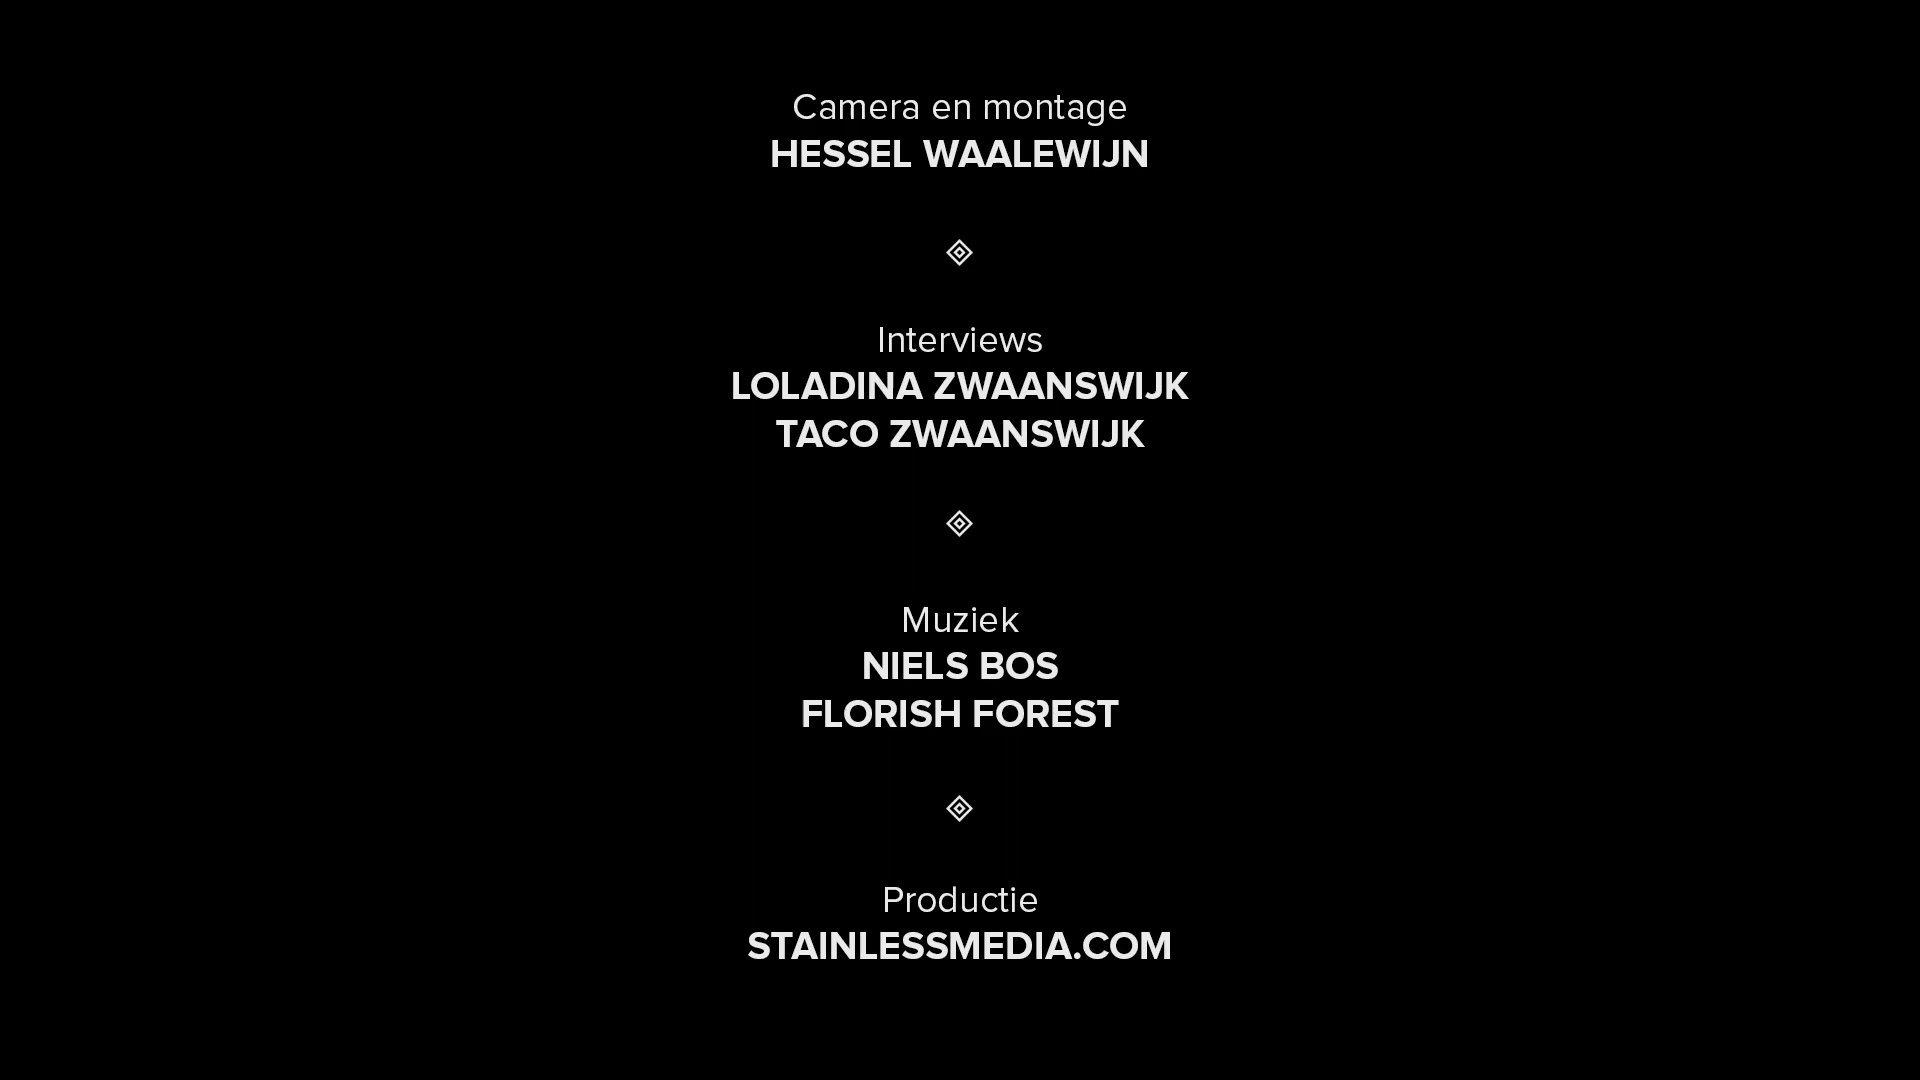 Camera en montage
HESSEL WAALEWIJN
Interviews
LOLADINA ZWAANSWIJK
TACO ZWAANSWIJK
Muziek
NIELS BOS
FLORISH FOREST
Productie
STAINLESSMEDIA.COM